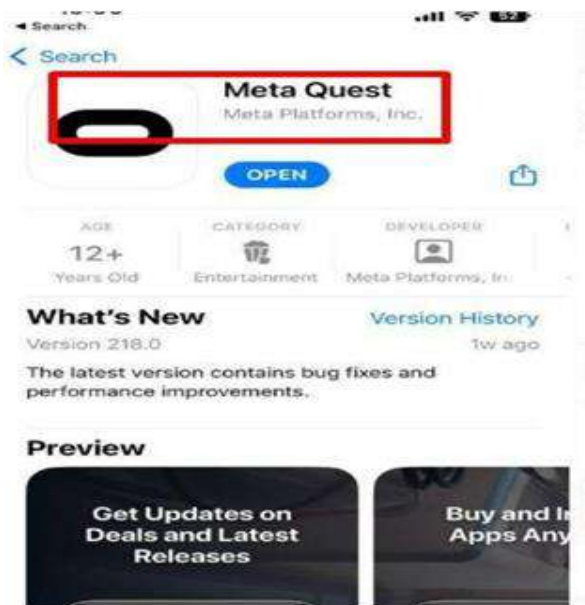 Search
52
Search
Meta Quest
Meta Platforms, Inc.
OPEN
AGE
CATEGORY
DEVELOPER
12+
Years Old
Entertainment
Meta Platforms, In
What's New
Version History
Version 218.0
1w ago
The latest version contains bug fixes and
performance improvements.
Preview
Get Updates on
Deals and Latest
Releases
Buy and In
Apps Any